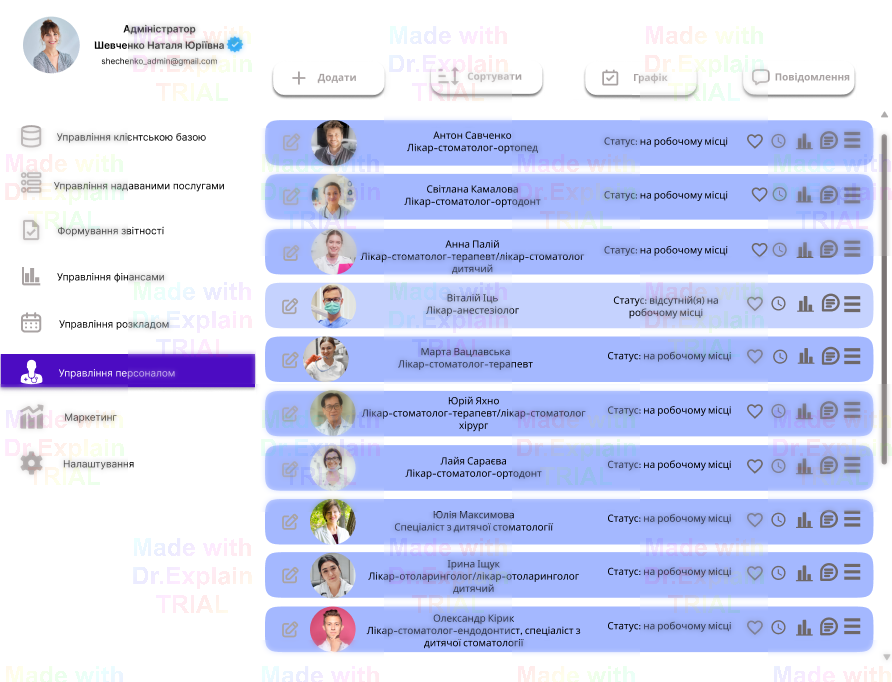 Адміністратор
Шевченко Наталя Юріївна
shechenko_admin@gmail.com
Додати
Сортувати
Графік
Повідомлення
Управління клієнтською базою
Управління надаваними послугами
Формування звітності
Управління фінансами
Управління розкладом
Управління персоналом
Маркетинг
Налаштування
Антон Савченко
Лікар-стоматолог-ортопед
Статус: на робочому місці
Світлана Камалова
Лікар-стоматолог-ортодонт
Статус: на робочому місці
Анна Палій
Лікар-стоматолог-терапевт/лікар-стоматолог
дитячий
Статус: на робочому місці
Віталій Іць
Лікар-анестезіолог
Статус: відсутній(я) на
робочому місці
Марта Вацлавська
Лікар-стоматолог-терапевт
Статус: на робочому місці
Юрій Яхно
Лікар-стоматолог-терапевт/лікар-стоматолог
хірург
Статус: на робочому місці
Лайя Сараєва
Лікар-стоматолог-ортодонт
Статус: на робочому місці
Юлія Максимова
Спеціаліст з дитячої стоматології
Статус: на робочому місці
Ірина Іщук
Лікар-отоларинголог/лікар-отоларинголог
дитячий
Статус: на робочому місці
Олександр Кірик
Лікар-стоматолог-ендодонтист, спеціаліст з
дитячої стоматології
Статус: на робочому місці
Made with
Dr.Explain
TRIAL